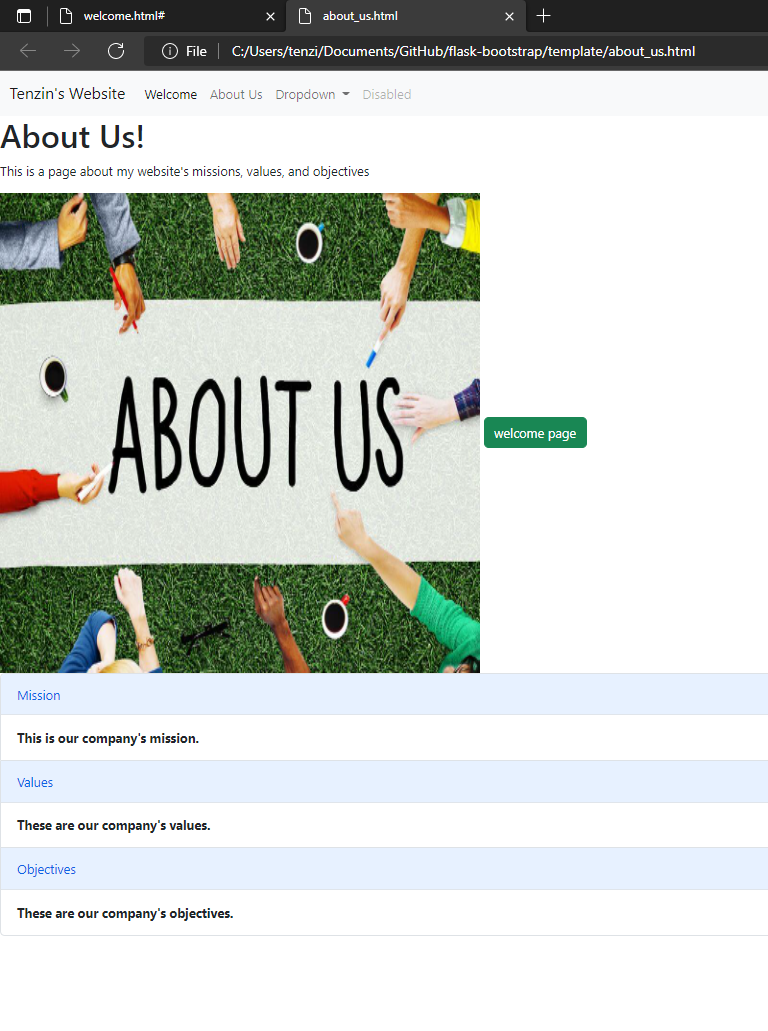 welcome.html#
about_us.html
File
C:/Users/tenzi/Documents/GitHub/flask-bootstrap/template/about_us.html
Tenzin's Website Welcome About Us Dropdown Disabled
About Us!
This is a page about my website's missions, values, and objectives
ABOUT US
welcome page
Mission
This is our company's mission.
Values
These are our company's values.
Objectives
These are our company's objectives.